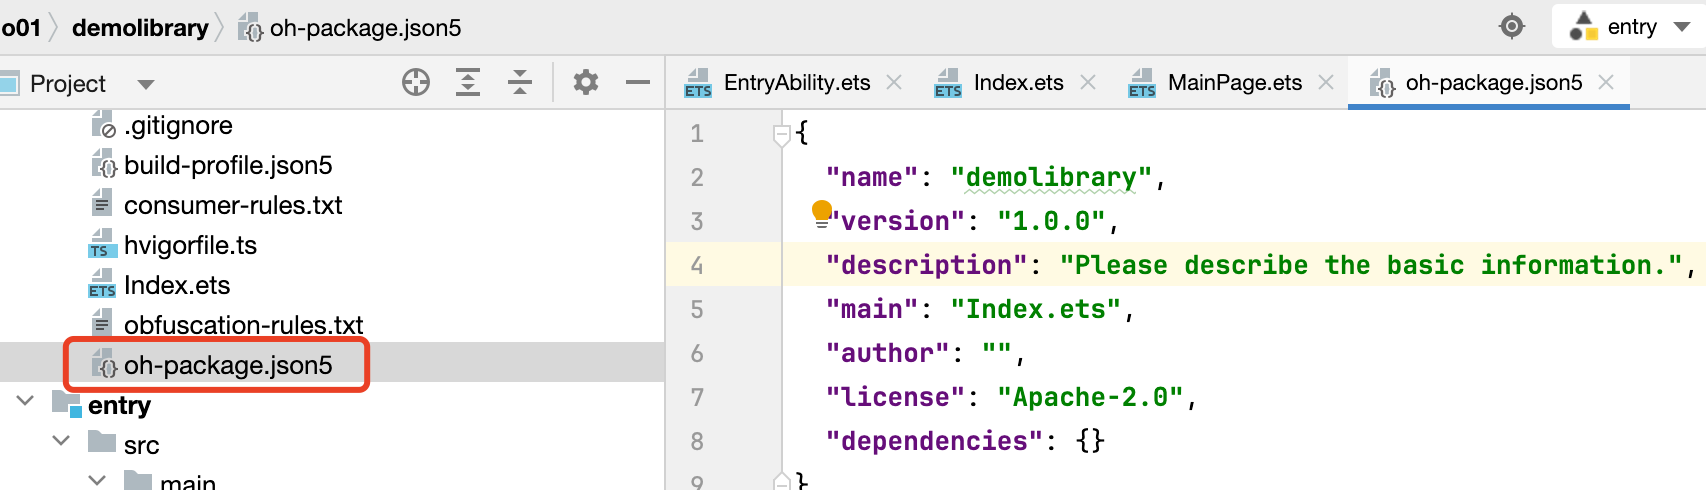 o01 demolibrary oh-package.json5
entry
Project
EntryAbility.ets Index.ets MainPage.ets oh-package.json5
.gitignore
build-profile.json5
consumer-rules.txt
hvigorfile.ts
Index.ets
obfuscation-rules.txt
oh-package.json5
entry
src
main
1 {
2 "name": "demolibrary",
3 "version": "1.0.0",
4 "description": "Please describe the basic information.",
5 "main": "Index.ets",
6 "author": "",
7 "license": "Apache-2.0",
8 "dependencies": {}
9 }